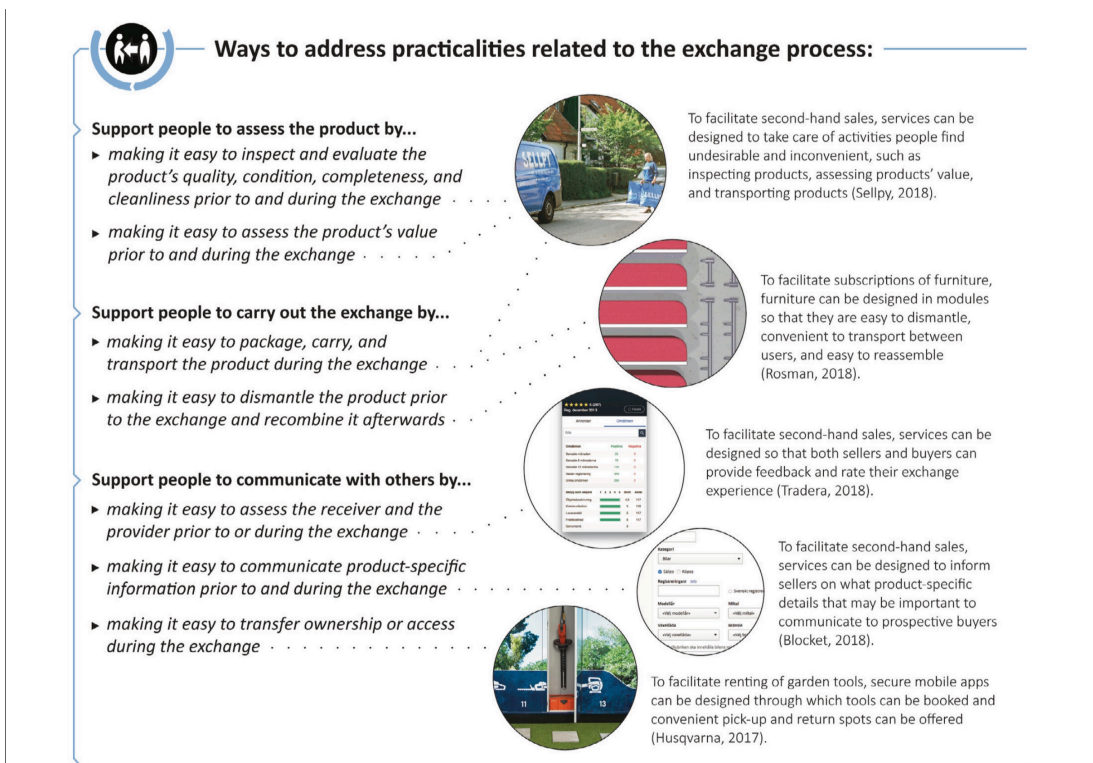 Ways to address practicalities related to the exchange process:
Support people to assess the product by...
▸ making it easy to inspect and evaluate the
product's quality, condition, completeness, and
cleanliness prior to and during the exchange
▸ making it easy to assess the product's value
prior to and during the exchange
Support people to carry out the exchange by...
▸ making it easy to package, carry, and
transport the product during the exchange
▸ making it easy to dismantle the product prior
to the exchange and recombine it afterwards
Support people to communicate with others by...
▸ making it easy to assess the receiver and the
provider prior to or during the exchange
▸ making it easy to communicate product-specific
information prior to and during the exchange
▸ making it easy to transfer ownership or access
during the exchange
SELLPY
To facilitate second-hand sales, services can be
designed to take care of activities people find
undesirable and inconvenient, such as
inspecting products, assessing products' value,
and transporting products (Sellpy, 2018).
To facilitate subscriptions of furniture,
furniture can be designed in modules
so that they are easy to dismantle,
convenient to transport between
users, and easy to reassemble
(Rosman, 2018).
To facilitate second-hand sales, services can be
designed so that both sellers and buyers can
provide feedback and rate their exchange
experience (Tradera, 2018).
Kategori
Bilar
Säljes Köpes
Registreringsnr
Modellår
Miltal
<Välj modellår>
To facilitate second-hand sales,
services can be designed to inform
sellers on what product-specific
details that may be important to
communicate to prospective buyers
(Blocket, 2018).
11
13
To facilitate renting of garden tools, secure mobile apps
can be designed through which tools can be booked and
convenient pick-up and return spots can be offered
(Husqvarna, 2017).